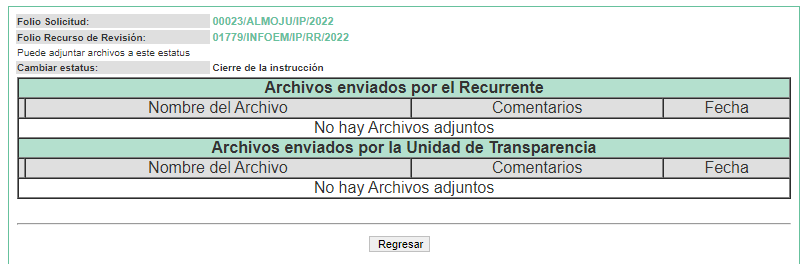 Folio Solicitud: 00023/ALMOJU/IP/2022
Folio Recurso de Revisión: 01779/INFOEM/IP/RR/2022
Puede adjuntar archivos a este estatus
Cambiar estatus: Cierre de la instrucción
Archivos enviados por el Recurrente
Nombre del Archivo Comentarios Fecha
No hay Archivos adjuntos
Archivos enviados por la Unidad de Transparencia
Nombre del Archivo Comentarios Fecha
No hay Archivos adjuntos
Regresar